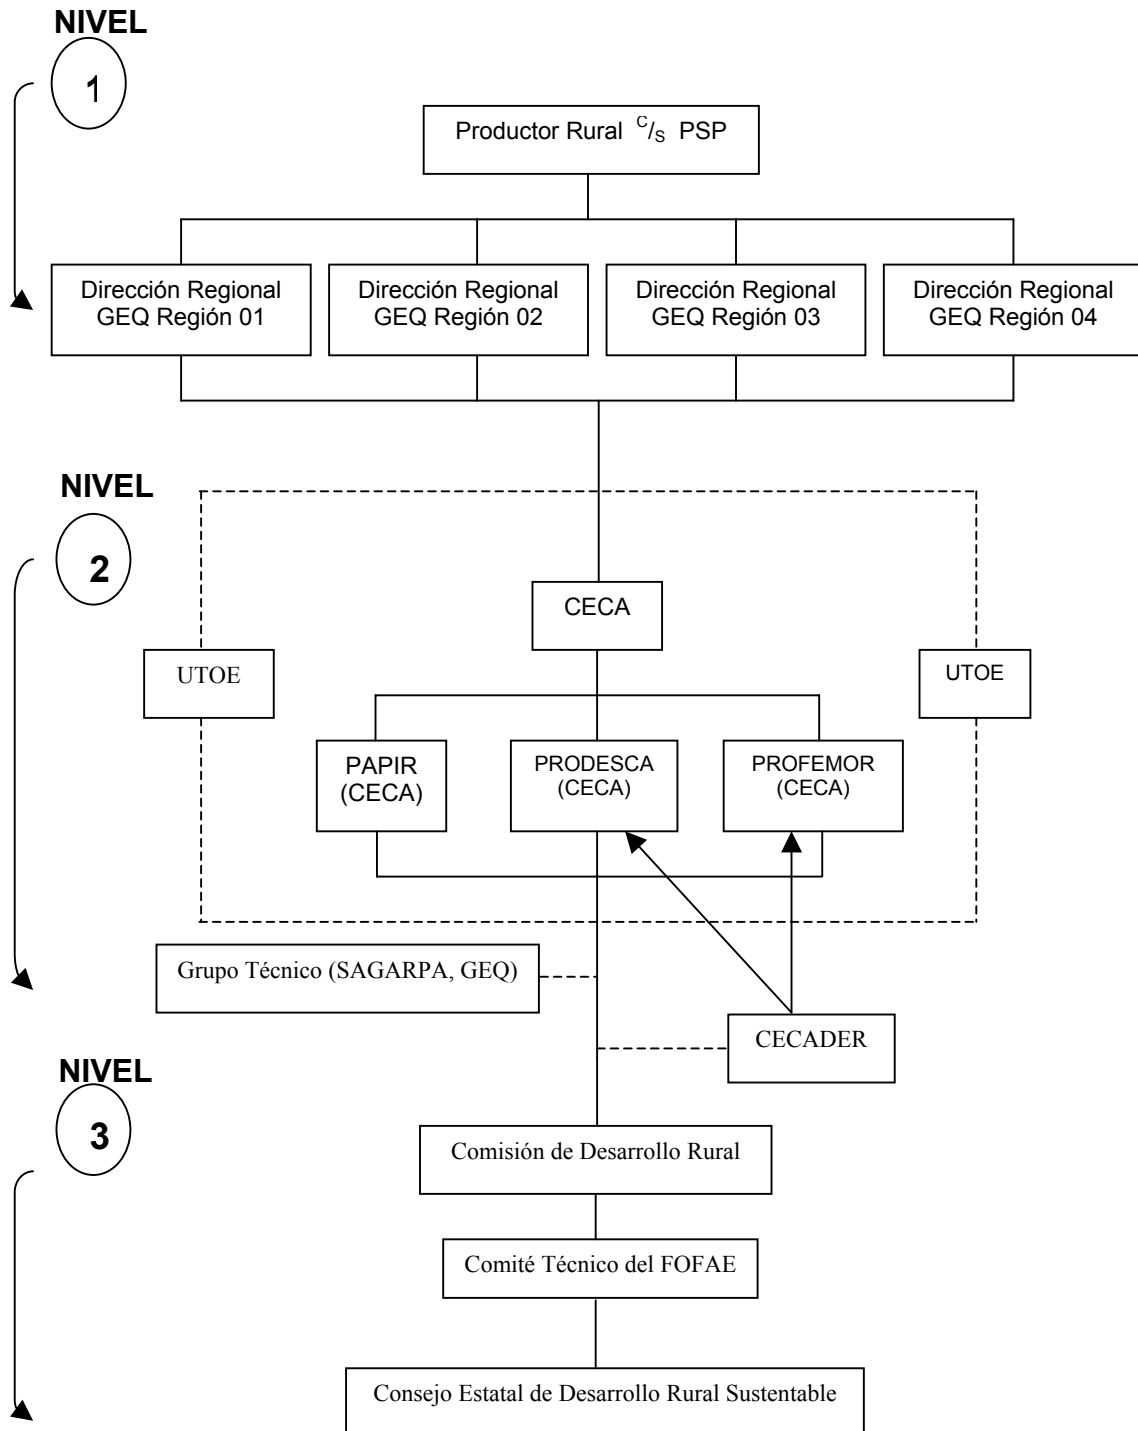 NIVEL
1
Productor Rural C/S PSP
Dirección Regional
GEQ Región 01
Dirección Regional
GEQ Región 02
Dirección Regional
GEQ Región 03
Dirección Regional
GEQ Región 04
NIVEL
2
CECA
UTOE
UTOE
PAPIR
(CECA)
PRODESCA
(CECA)
PROFEMOR
(CECA)
Grupo Técnico (SAGARPA, GEQ)
CECADER
NIVEL
3
Comisión de Desarrollo Rural
Comité Técnico del FOFAE
Consejo Estatal de Desarrollo Rural Sustentable